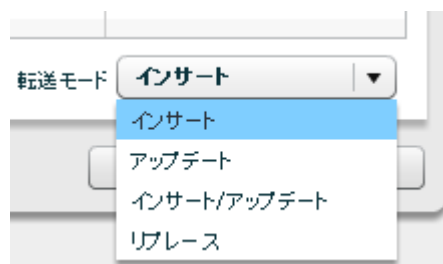 転送モード インサート
インサート
アップデート
インサート/アップデート
リプレース